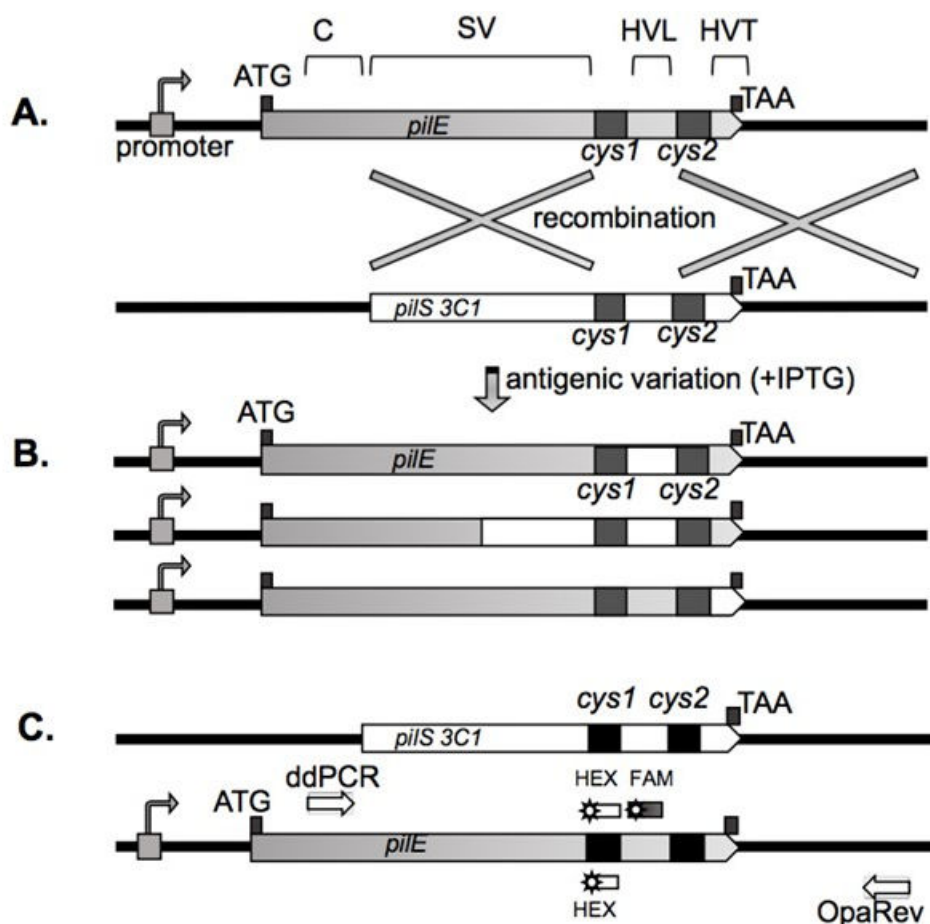 C SV HVL HVT
ATG TAA
A.
pilE
promoter cys1 cys2
recombination
TAA
pilS 3C1
cys1 cys2
antigenic variation (+IPTG)
ATG TAA
B.
pilE
cys1 cys2
cys1 cys2
TAA
C.
pilS 3C1
ddPCR HEX FAM
ATG
pilE
HEX OpaRev